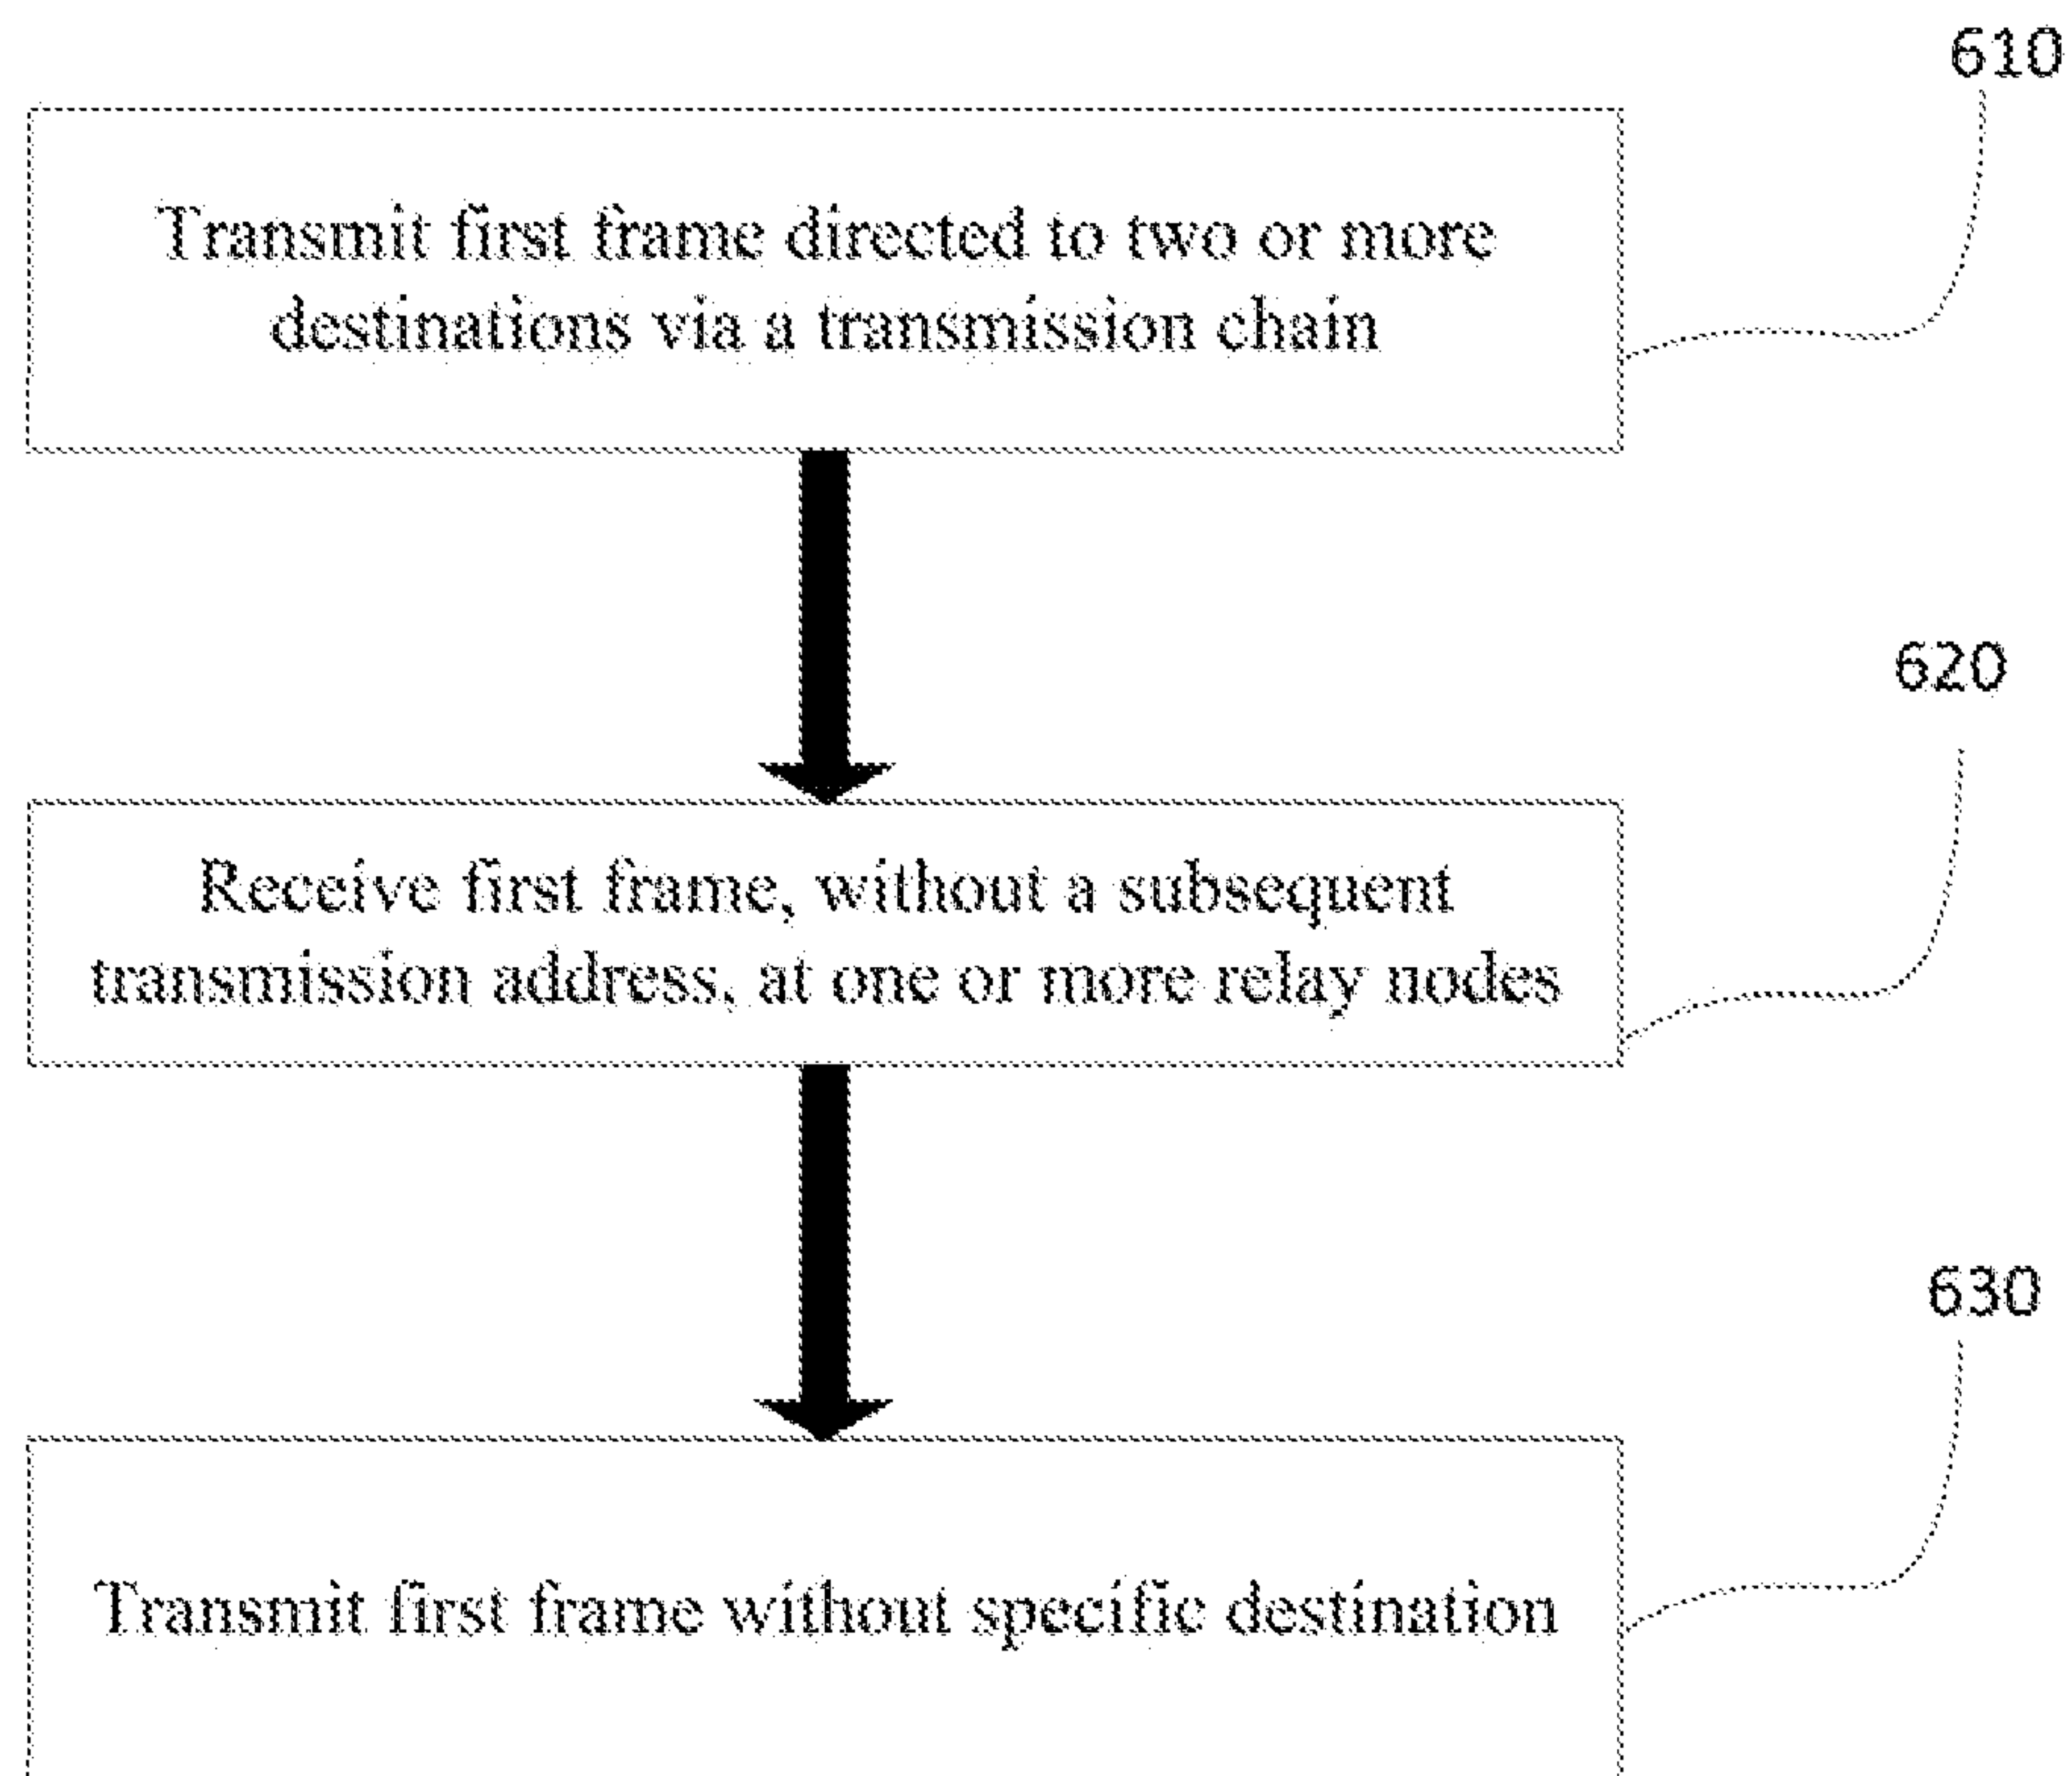 610
Transmit first frame directed to two or more
destinations via a transmission chain
620
Receive first frame, without a subsequent
transmission address, at one or more relay nodes
630
Transmit first frame without specific destination